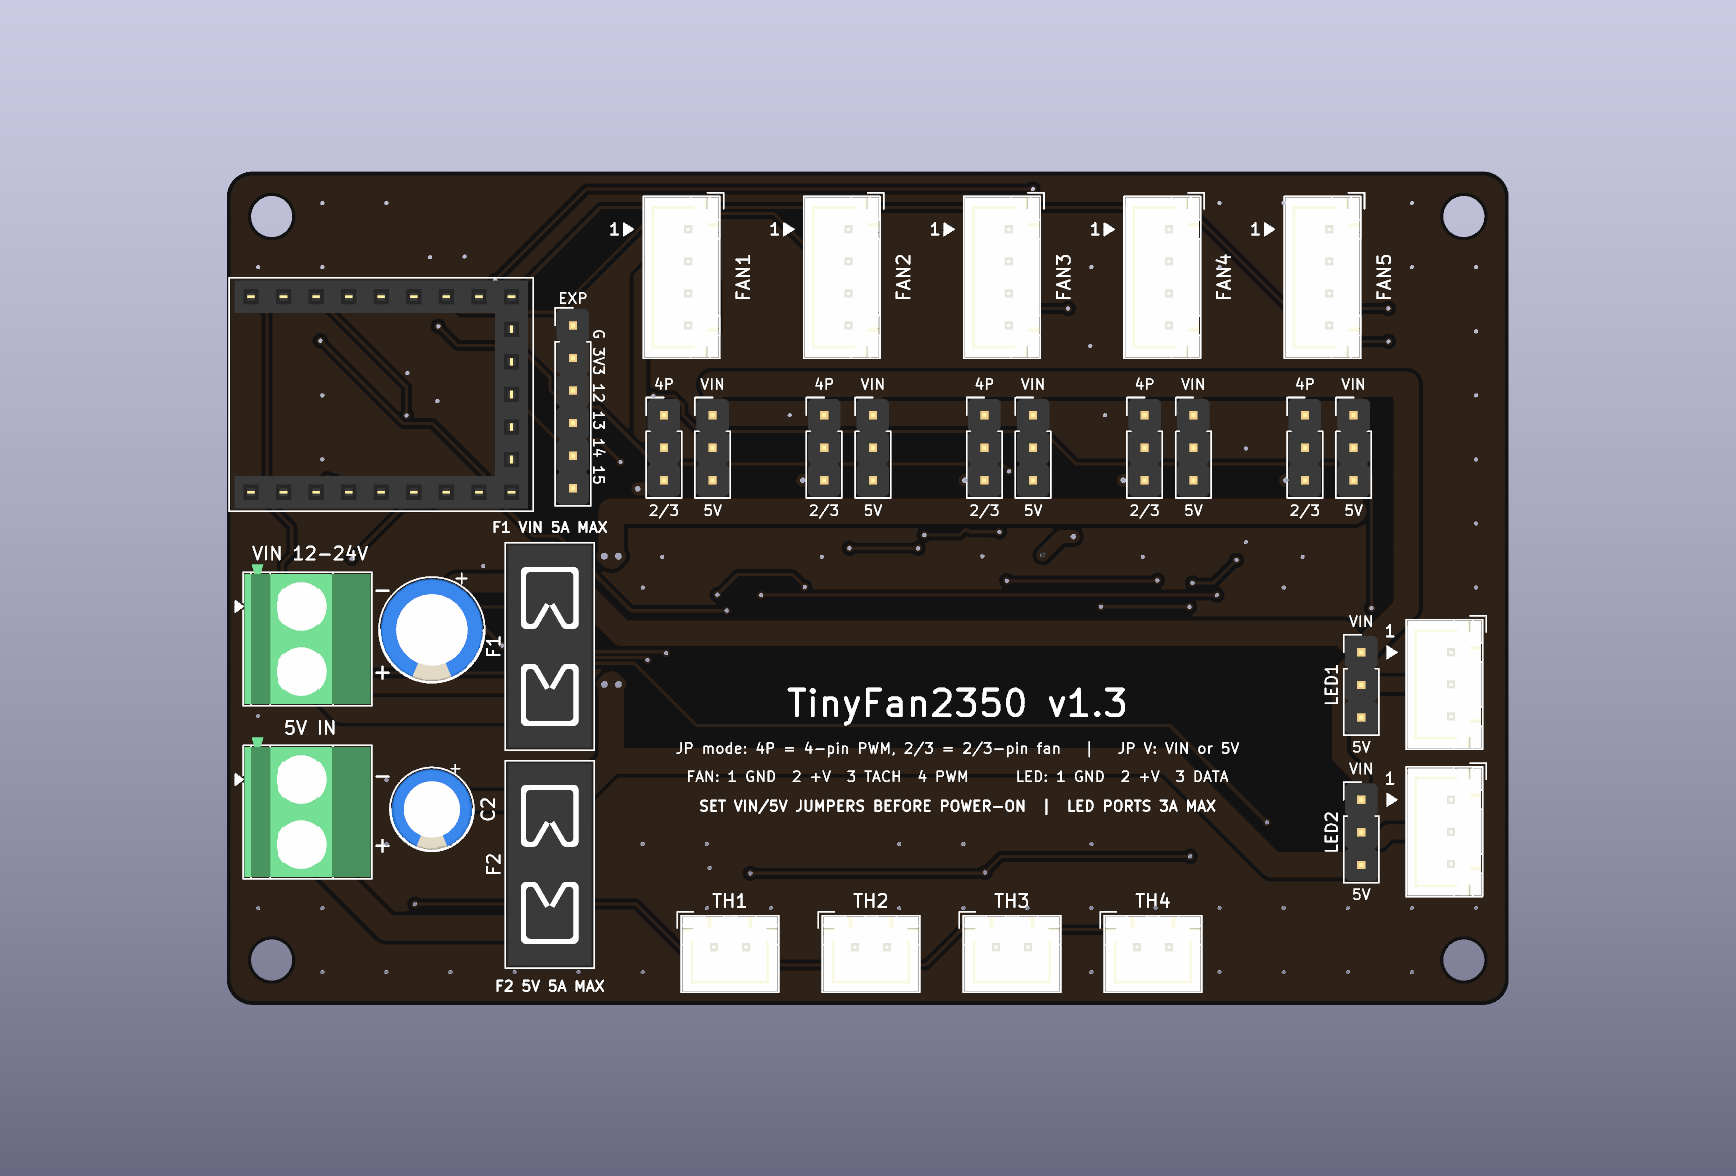 1 1 1 1 1
FAN1
FAN2
FAN3
FAN4
FAN5
EXP
G 3V3 12 13 14 15
4P VIN 4P VIN 4P VIN 4P VIN 4P VIN
2/3 5V 2/3 5V 2/3 5V 2/3 5V 2/3 5V
F1 VIN 5A MAX
VIN 12-24V
- +
+
F1
5V IN
- +
+
C2
F2
F2 5V 5A MAX
VIN 1
LED1
5V
VIN 1
LED2
5V
TinyFan2350 v1.3
JP mode: 4P = 4-pin PWM, 2/3 = 2/3-pin fan | JP V: VIN or 5V
FAN: 1 GND 2 +V 3 TACH 4 PWM LED: 1 GND 2 +V 3 DATA
SET VIN/5V JUMPERS BEFORE POWER-ON | LED PORTS 3A MAX
TH1 TH2 TH3 TH4